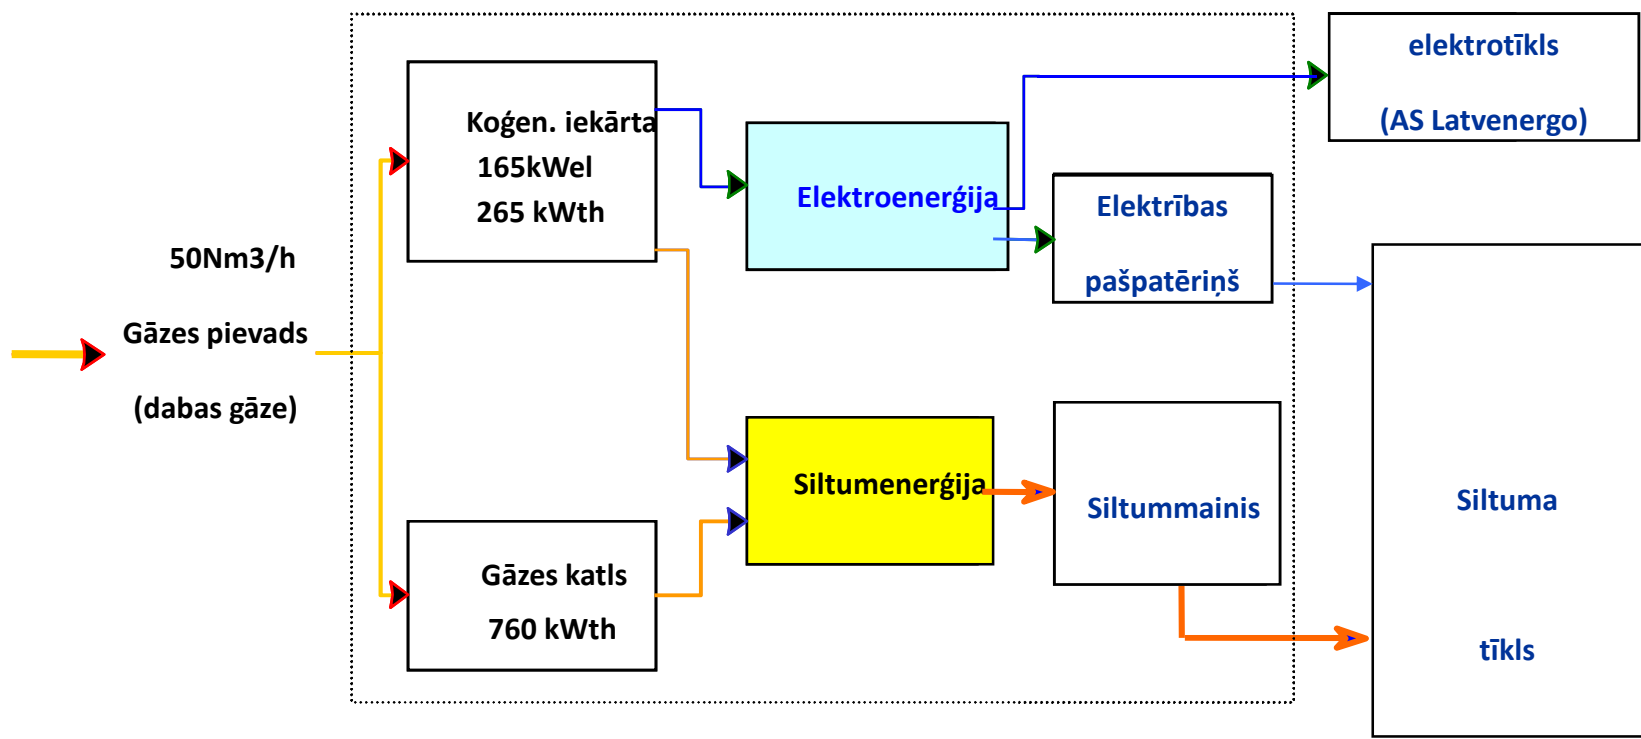 50Nm3/h
Gāzes pievads
(dabas gāze)
Koģen. iekārta
165kWel
265 kWth
Gāzes katls
760 kWth
Elektroenerģija
Siltumenerģija
Elektrības
pašpatēriņš
Siltummainis
elektrotīkls
(AS Latvenergo)
Siltuma
tīkls